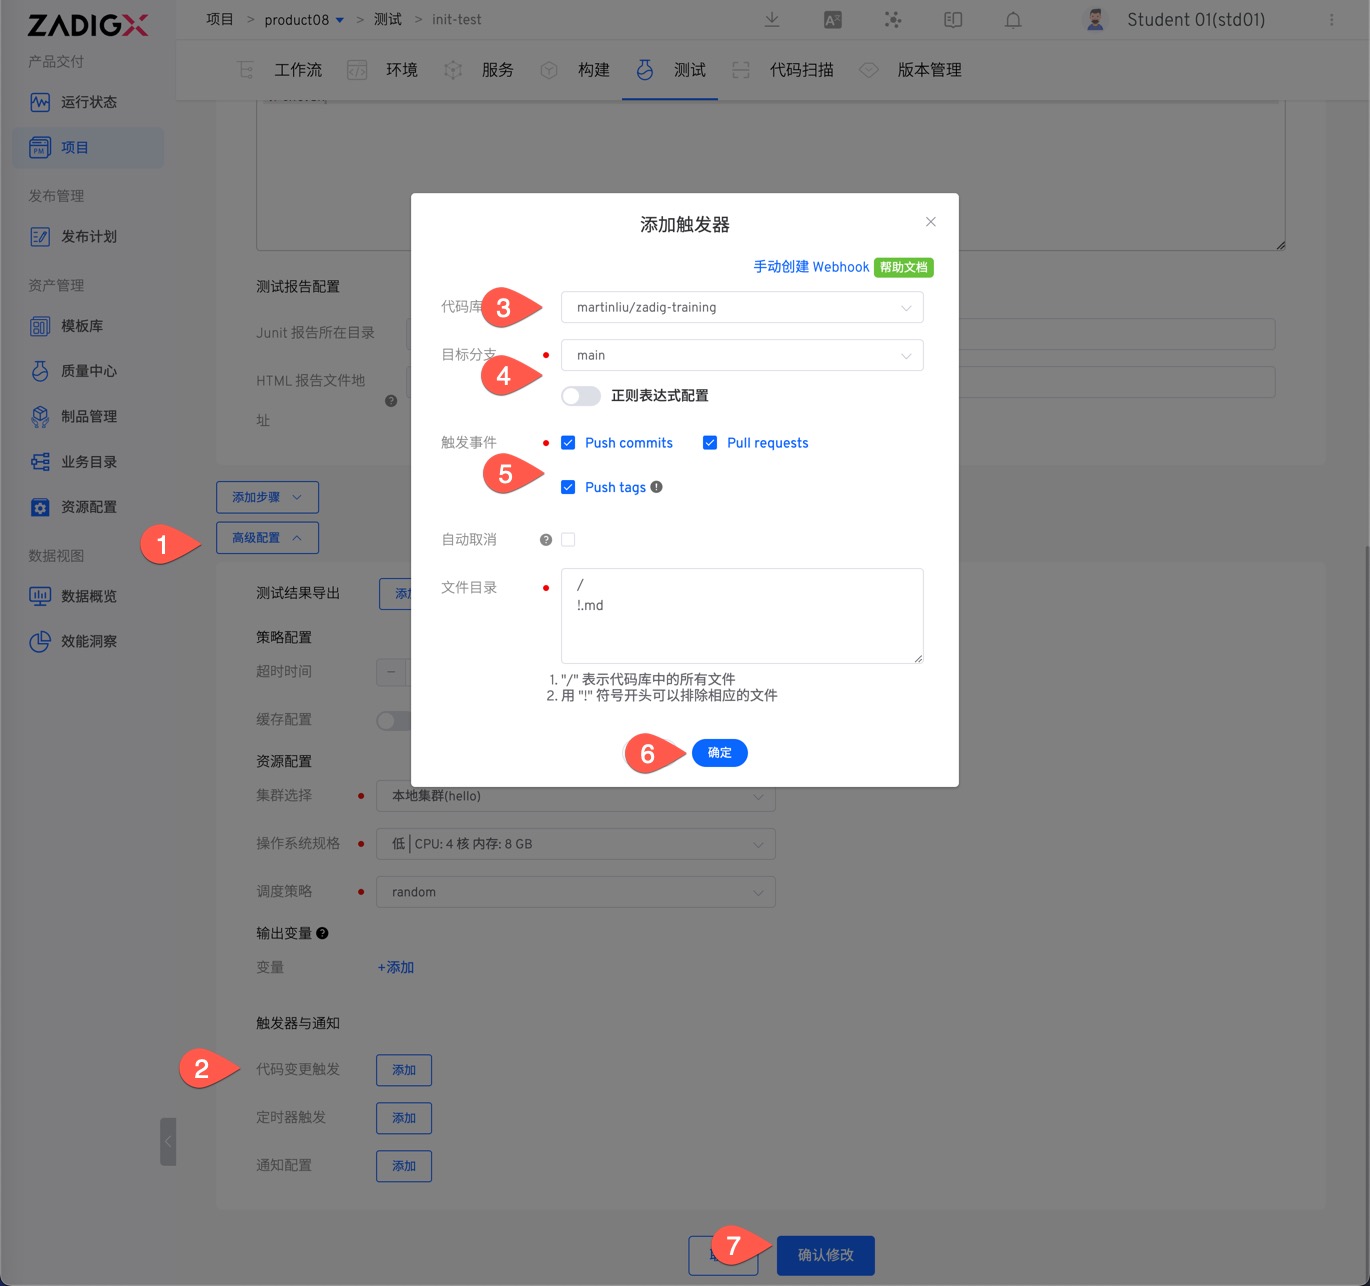 ZADIGX
项目 > product08 > 测试 > init-test
Student 01(std01)
产品交付
运行状态
项目
发布管理
发布计划
资产管理
模板库
质量中心
制品管理
业务目录
资源配置
数据视图
数据概览
效能洞察
工作流
环境
服务
构建
测试
代码扫描
版本管理
测试报告配置
Junit 报告所在目录
HTML 报告文件地
址
添加步骤
1
高级配置
添加触发器
手动创建 Webhook 帮助文档
代码库
3
martinliu/zadig-training
目标分支
main
4
正则表达式配置
触发事件
Push commits
Pull requests
5
Push tags
自动取消
文件目录
/
!.md
1. "/" 表示代码库中的所有文件
2. 用 "!" 符号开头可以排除相应的文件
6
确定
测试结果导出
策略配置
超时时间
缓存配置
资源配置
集群选择
本地集群(hello)
操作系统规格
低 | CPU: 4 核 内存: 8 GB
调度策略
random
输出变量
变量
+添加
触发器与通知
2
代码变更触发
添加
定时器触发
添加
通知配置
添加
7
确认修改